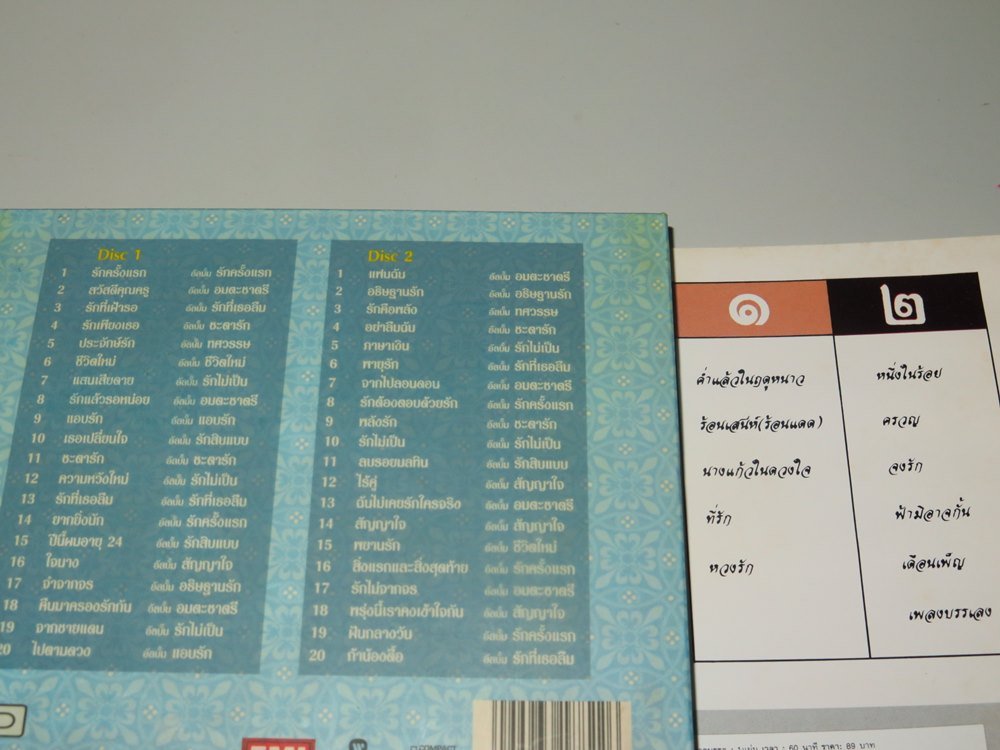 Disc 1
1 รักครั้งแรก อัลบั้ม รักครั้งแรก
2 สวัสดีคุณครู อัลบั้ม อมตะชาตรี
3 รักที่เฝ้ารอ อัลบั้ม รักที่เธอลืม
4 รักเพียงเธอ อัลบั้ม ชะตารัก
5 ประจักษ์รัก อัลบั้ม ทศวรรษ
6 ชีวิตใหม่ อัลบั้ม ชีวิตใหม่
7 แสนเสียดาย อัลบั้ม รักไม่เป็น
8 รักแล้วรอหน่อย อัลบั้ม อมตะชาตรี
9 แอบรัก อัลบั้ม แอบรัก
10 เธอเปลี่ยนใจ อัลบั้ม รักสิบแบบ
11 ชะตารัก อัลบั้ม ชะตารัก
12 ความหวังใหม่ อัลบั้ม รักไม่เป็น
13 รักที่เธอลืม อัลบั้ม รักที่เธอลืม
14 ยากยิ่งนัก อัลบั้ม รักครั้งแรก
15 ปีนี้ผมอายุ 24 อัลบั้ม รักสิบแบบ
16 ใจนาง อัลบั้ม สัญญาใจ
17 จำจากจร อัลบั้ม อธิษฐานรัก
18 คืนมาครองรักกัน อัลบั้ม อมตะชาตรี
19 จากชายแดน อัลบั้ม รักไม่เป็น
20 ไปตามดวง อัลบั้ม แอบรัก
Disc 2
1 แฟนฉัน อัลบั้ม อมตะชาตรี
2 อธิษฐานรัก อัลบั้ม อธิษฐานรัก
3 รักคือพลัง อัลบั้ม ทศวรรษ
4 อย่าลืมฉัน อัลบั้ม ชะตารัก
5 ภาษาเงิน อัลบั้ม รักไม่เป็น
6 พายุรัก อัลบั้ม รักที่เธอลืม
7 จากไปลอนดอน อัลบั้ม อมตะชาตรี
8 รักต้องตอบด้วยรัก อัลบั้ม รักครั้งแรก
9 พลังรัก อัลบั้ม ชะตารัก
10 รักไม่เป็น อัลบั้ม รักไม่เป็น
11 ลบรอยมลทิน อัลบั้ม รักสิบแบบ
12 ไร้คู่ อัลบั้ม สัญญาใจ
13 ฉันไม่เคยรักใครจริง อัลบั้ม อมตะชาตรี
14 สัญญาใจ อัลบั้ม สัญญาใจ
15 พยานรัก อัลบั้ม ชีวิตใหม่
16 สิ่งแรกและสิ่งสุดท้าย อัลบั้ม รักครั้งแรก
17 รักไม่จากจร อัลบั้ม อมตะชาตรี
18 พรุ่งนี้เราคงเข้าใจกัน อัลบั้ม สัญญาใจ
19 ฝันกลางวัน อัลบั้ม รักครั้งแรก
20 ถ้าน้องดื้อ อัลบั้ม รักที่เธอลืม
COMPACT
๑
ค่ำแล้วในฤดูหนาว
ร้อนเสน่ห์(ร้อนแดด)
นางแก้วในดวงใจ
ที่รัก
หวงรัก
๒
หนึ่งในร้อย
ครวญ
จงรัก
ฟ้ามิอาจกั้น
เดือนเพ็ญ
เพลงบรรเลง
เวลา : 60 นาที ราคา: 89 บาท